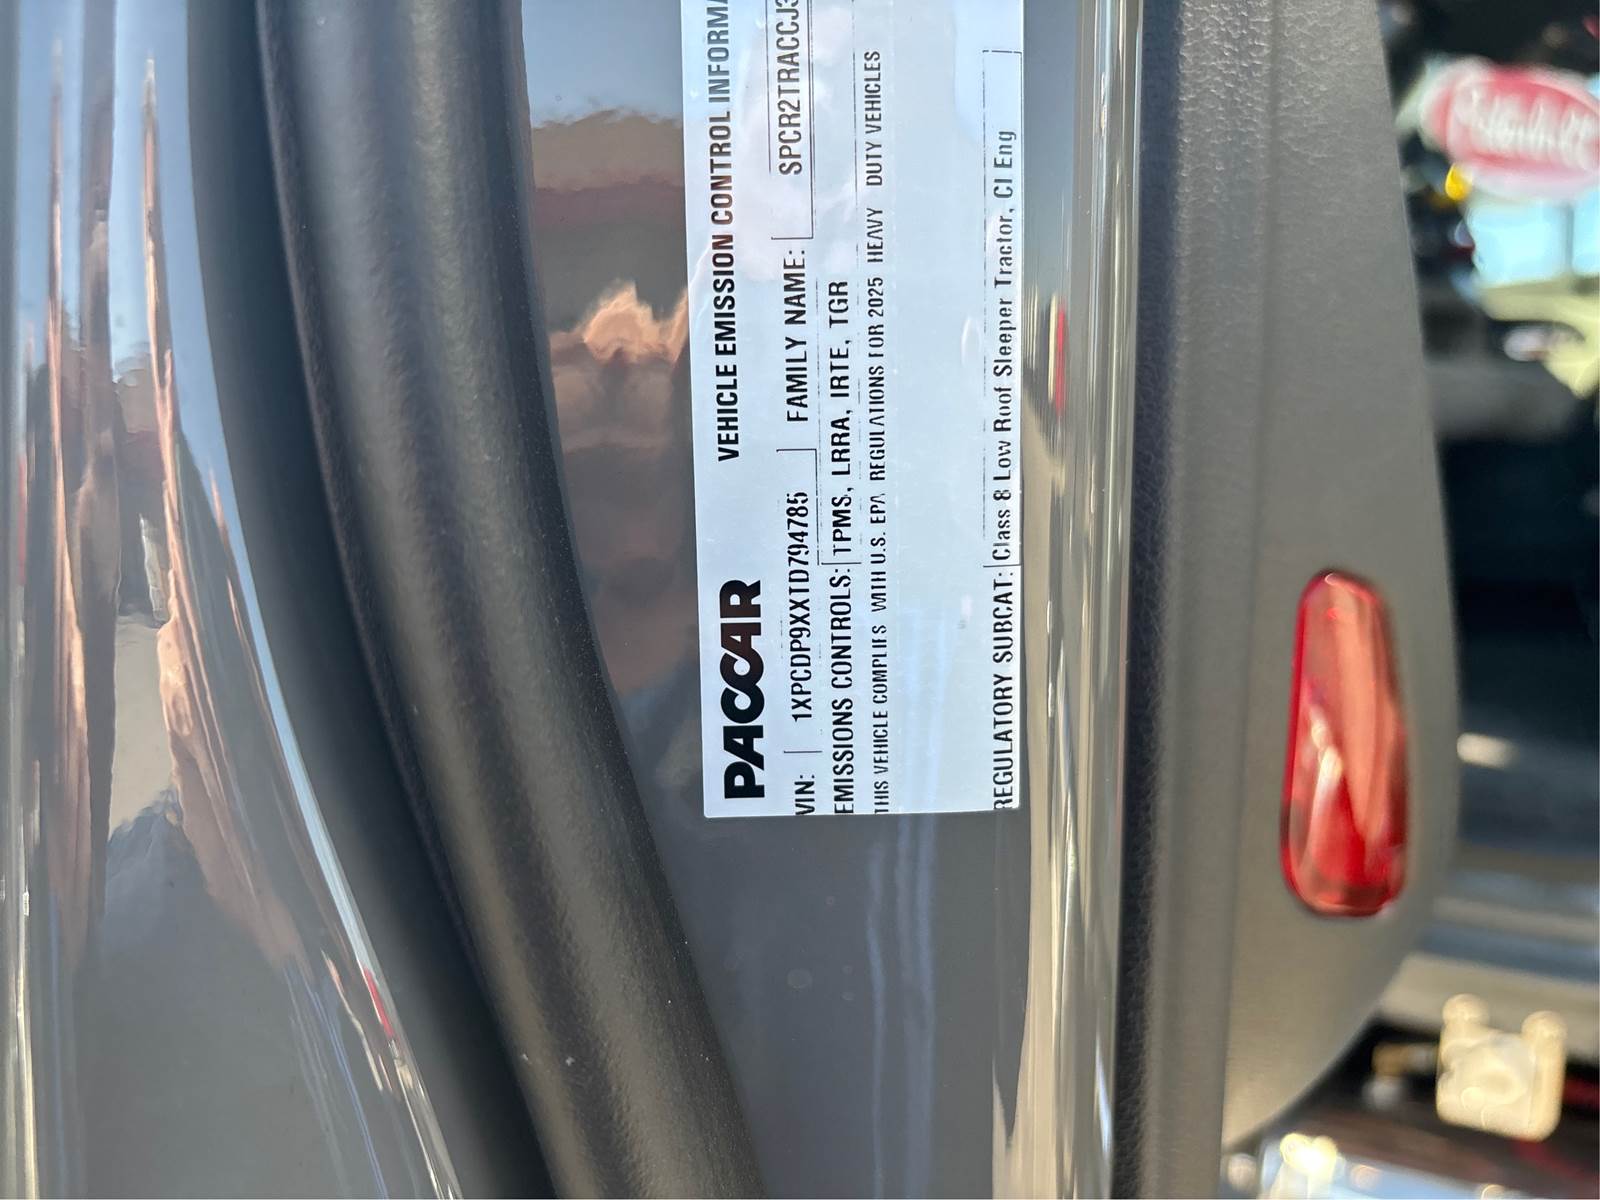 PACCAR
VEHICLE EMISSION CONTROL INFORMA
VIN: 1XPCDP9XXTD794785 FAMILY NAME: SPCR2TRACCJ3
EMISSIONS CONTROLS: TPMS, LRRA, IRTE, TGR
THIS VEHICLE COMPLIES WITH U.S. EPA REGULATIONS FOR 2025 HEAVY DUTY VEHICLES
REGULATORY SUBCAT: Class 8 Low Roof Sleeper Tractor, CI Eng
Peterbilt